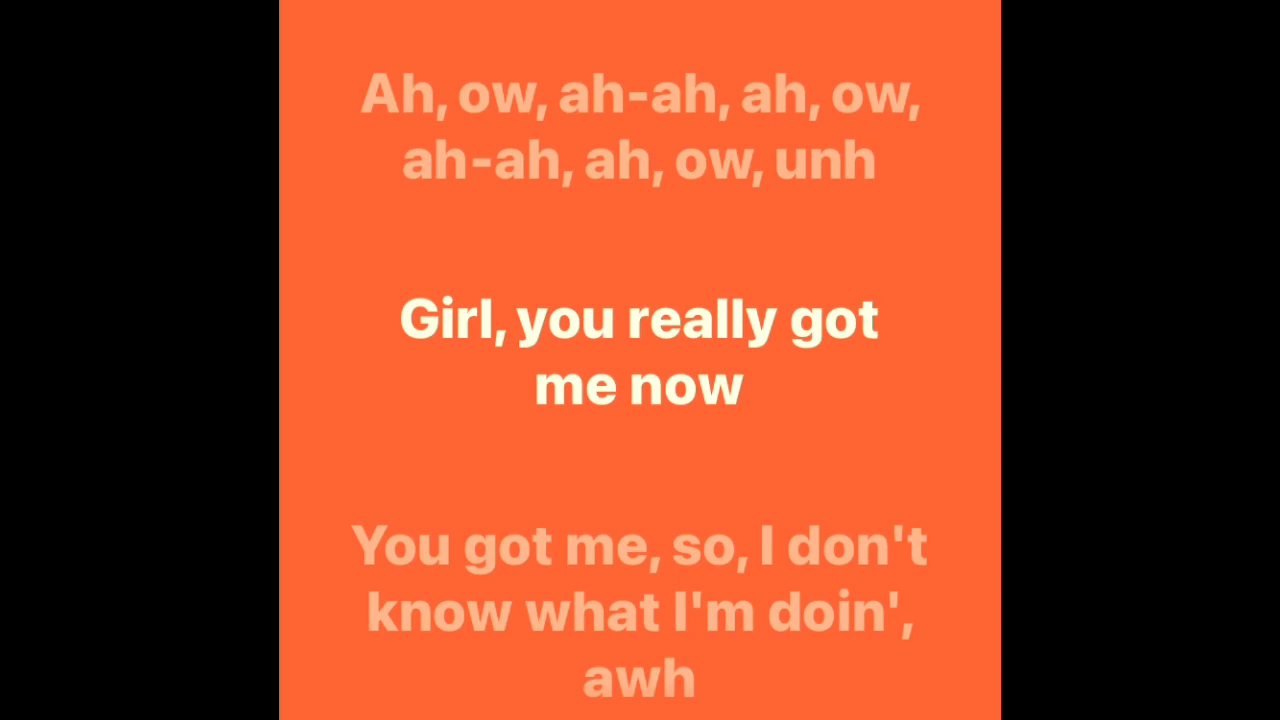 Ah, ow, ah-ah, ah, ow,
ah-ah, ah, ow, unh
Girl, you really got
me now
You got me, so, I don't
know what I'm doin',
awh